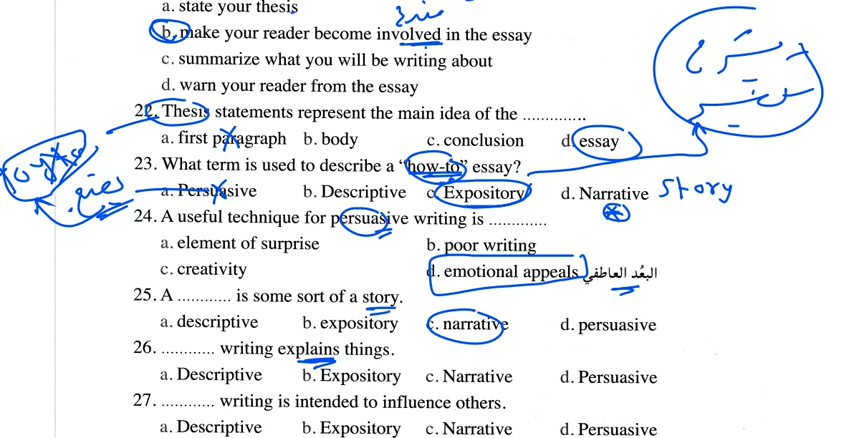 a. state your thesis
b. make your reader become involved in the essay
c. summarize what you will be writing about
d. warn your reader from the essay
22. Thesis statements represent the main idea of the .............
a. first paragraph b. body c. conclusion d. essay
23. What term is used to describe a "how-to" essay?
a. Persuasive b. Descriptive c. Expository d. Narrative story
24. A useful technique for persuasive writing is ............
a. element of surprise b. poor writing
c. creativity d. emotional appeals البُعد العاطفي
25. A ............ is some sort of a story.
a. descriptive b. expository c. narrative d. persuasive
26. ............ writing explains things.
a. Descriptive b. Expository c. Narrative d. Persuasive
27. ............ writing is intended to influence others.
a. Descriptive b. Expository c. Narrative d. Persuasive